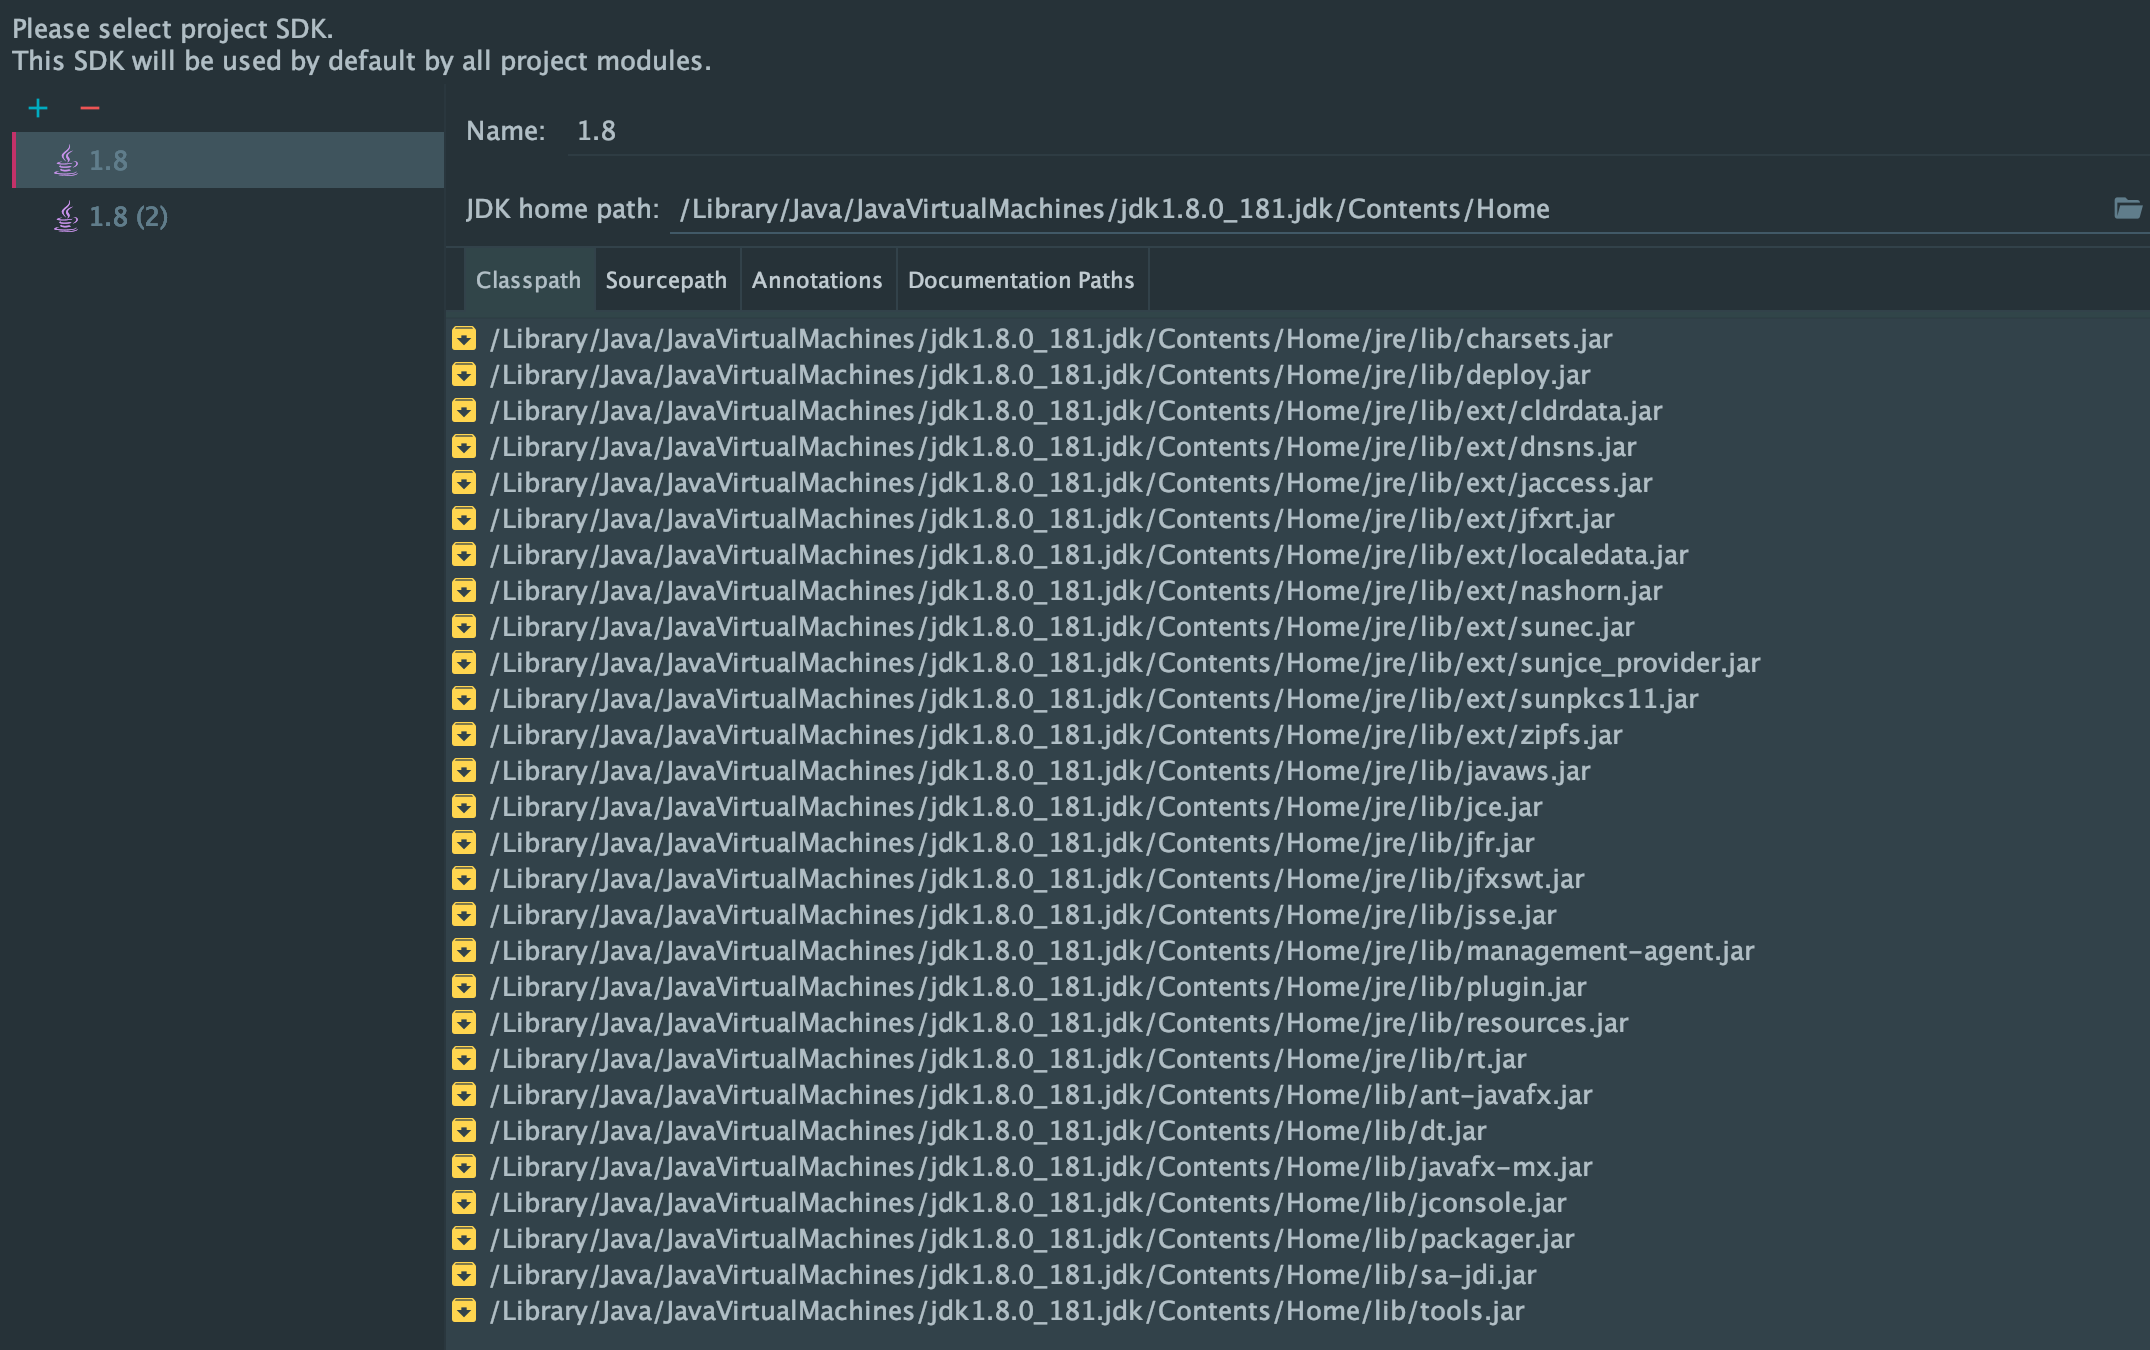 Please select project SDK.
This SDK will be used by default by all project modules.
1.8
1.8 (2)
Name: 1.8
JDK home path: /Library/Java/JavaVirtualMachines/jdk1.8.0_181.jdk/Contents/Home
Classpath Sourcepath Annotations Documentation Paths
/Library/Java/JavaVirtualMachines/jdk1.8.0_181.jdk/Contents/Home/jre/lib/charsets.jar
/Library/Java/JavaVirtualMachines/jdk1.8.0_181.jdk/Contents/Home/jre/lib/deploy.jar
/Library/Java/JavaVirtualMachines/jdk1.8.0_181.jdk/Contents/Home/jre/lib/ext/cldrdata.jar
/Library/Java/JavaVirtualMachines/jdk1.8.0_181.jdk/Contents/Home/jre/lib/ext/dnsns.jar
/Library/Java/JavaVirtualMachines/jdk1.8.0_181.jdk/Contents/Home/jre/lib/ext/jaccess.jar
/Library/Java/JavaVirtualMachines/jdk1.8.0_181.jdk/Contents/Home/jre/lib/ext/jfxrt.jar
/Library/Java/JavaVirtualMachines/jdk1.8.0_181.jdk/Contents/Home/jre/lib/ext/localedata.jar
/Library/Java/JavaVirtualMachines/jdk1.8.0_181.jdk/Contents/Home/jre/lib/ext/nashorn.jar
/Library/Java/JavaVirtualMachines/jdk1.8.0_181.jdk/Contents/Home/jre/lib/ext/sunec.jar
/Library/Java/JavaVirtualMachines/jdk1.8.0_181.jdk/Contents/Home/jre/lib/ext/sunjce_provider.jar
/Library/Java/JavaVirtualMachines/jdk1.8.0_181.jdk/Contents/Home/jre/lib/ext/sunpkcs11.jar
/Library/Java/JavaVirtualMachines/jdk1.8.0_181.jdk/Contents/Home/jre/lib/ext/zipfs.jar
/Library/Java/JavaVirtualMachines/jdk1.8.0_181.jdk/Contents/Home/jre/lib/javaws.jar
/Library/Java/JavaVirtualMachines/jdk1.8.0_181.jdk/Contents/Home/jre/lib/jce.jar
/Library/Java/JavaVirtualMachines/jdk1.8.0_181.jdk/Contents/Home/jre/lib/jfr.jar
/Library/Java/JavaVirtualMachines/jdk1.8.0_181.jdk/Contents/Home/jre/lib/jfxswt.jar
/Library/Java/JavaVirtualMachines/jdk1.8.0_181.jdk/Contents/Home/jre/lib/jsse.jar
/Library/Java/JavaVirtualMachines/jdk1.8.0_181.jdk/Contents/Home/jre/lib/management-agent.jar
/Library/Java/JavaVirtualMachines/jdk1.8.0_181.jdk/Contents/Home/jre/lib/plugin.jar
/Library/Java/JavaVirtualMachines/jdk1.8.0_181.jdk/Contents/Home/jre/lib/resources.jar
/Library/Java/JavaVirtualMachines/jdk1.8.0_181.jdk/Contents/Home/jre/lib/rt.jar
/Library/Java/JavaVirtualMachines/jdk1.8.0_181.jdk/Contents/Home/lib/ant-javafx.jar
/Library/Java/JavaVirtualMachines/jdk1.8.0_181.jdk/Contents/Home/lib/dt.jar
/Library/Java/JavaVirtualMachines/jdk1.8.0_181.jdk/Contents/Home/lib/javafx-mx.jar
/Library/Java/JavaVirtualMachines/jdk1.8.0_181.jdk/Contents/Home/lib/jconsole.jar
/Library/Java/JavaVirtualMachines/jdk1.8.0_181.jdk/Contents/Home/lib/packager.jar
/Library/Java/JavaVirtualMachines/jdk1.8.0_181.jdk/Contents/Home/lib/sa-jdi.jar
/Library/Java/JavaVirtualMachines/jdk1.8.0_181.jdk/Contents/Home/lib/tools.jar